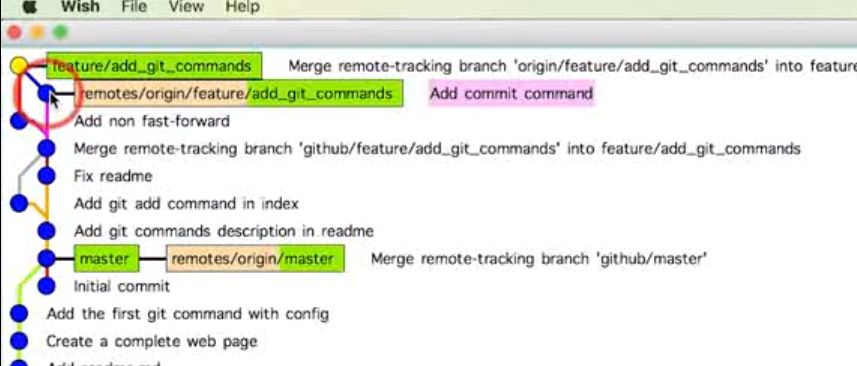 Wish File View Help
feature/add_git_commands Merge remote-tracking branch 'origin/feature/add_git_commands' into feature
remotes/origin/feature/add_git_commands Add commit command
Add non fast-forward
Merge remote-tracking branch 'github/feature/add_git_commands' into feature/add_git_commands
Fix readme
Add git add command in index
Add git commands description in readme
master remotes/origin/master Merge remote-tracking branch 'github/master'
Initial commit
Add the first git command with config
Create a complete web page